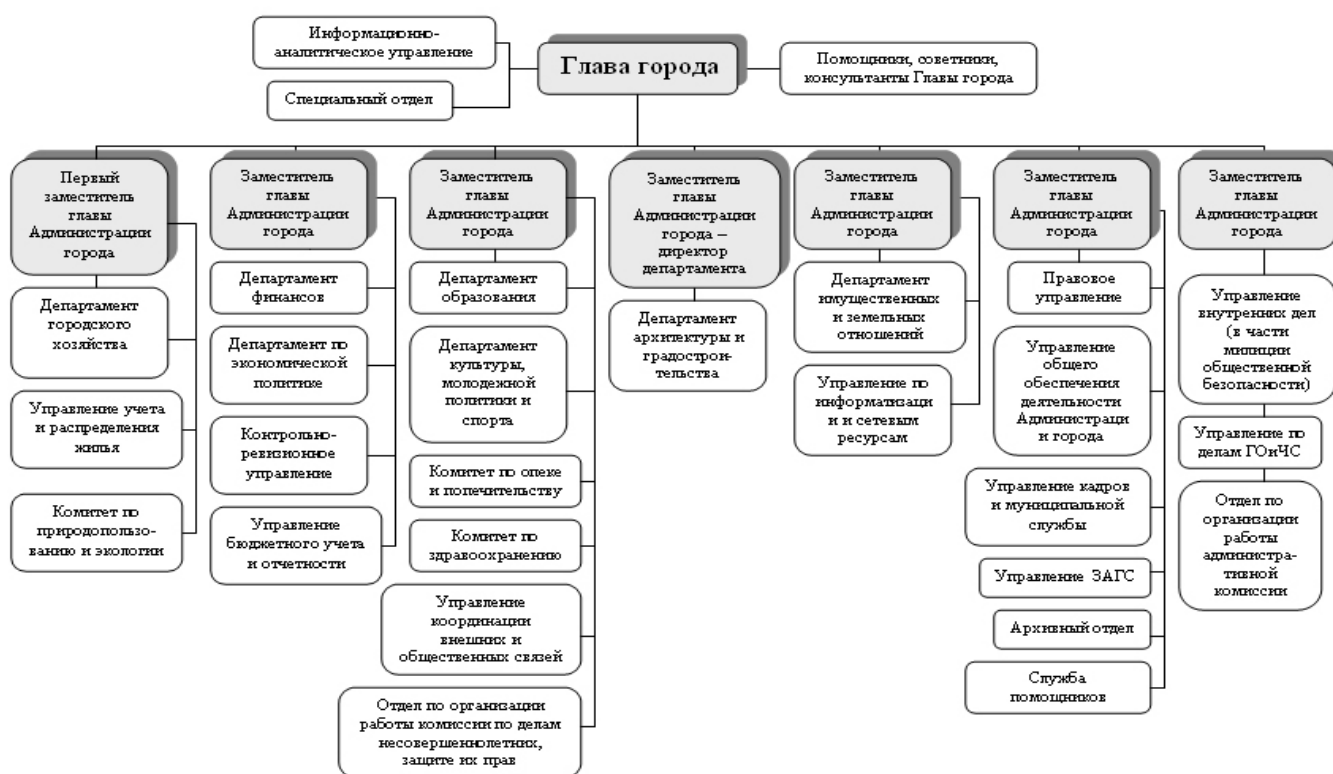 Информационно-
аналитическое управление
Специальный отдел
Глава города
Помощники, советники,
консультанты Главы города
Первый
заместитель
главы
Администрации
города
Департамент
городского
хозяйства
Управление учета
и распределения
жилья
Комитет по
природопользо-
ванию и экологии
Заместитель
главы
Администрации
города
Департамент
финансов
Департамент по
экономической
политике
Контрольно-
ревизионное
управление
Управление
бюджетного учета
и отчетности
Заместитель
главы
Администрации
города
Департамент
образования
Департамент
культуры,
молодежной
политики и
спорта
Комитет по опеке
и попечительству
Комитет по
здравоохранению
Управление
координации
внешних и
общественных связей
Отдел по организации
работы комиссии по делам
несовершеннолетних,
защите их прав
Заместитель
главы
Администрации
города –
директор
департамента
Департамент
архитектуры и
градострои-
тельства
Заместитель
главы
Администрации
города
Департамент
имущественных
и земельных
отношений
Управление по
информатизаци
и и сетевым
ресурсам
Заместитель
главы
Администрации
города
Правовое
управление
Управление
общего
обеспечения
деятельности
Администраци
и города
Управление кадров
и муниципальной
службы
Управление ЗАГС
Архивный отдел
Служба
помощников
Заместитель
главы
Администрации
города
Управление
внутренних дел
(в части
милиции
общественной
безопасности)
Управление по
делам ГОиЧС
Отдел по
организации
работы
администра-
тивной
комиссии